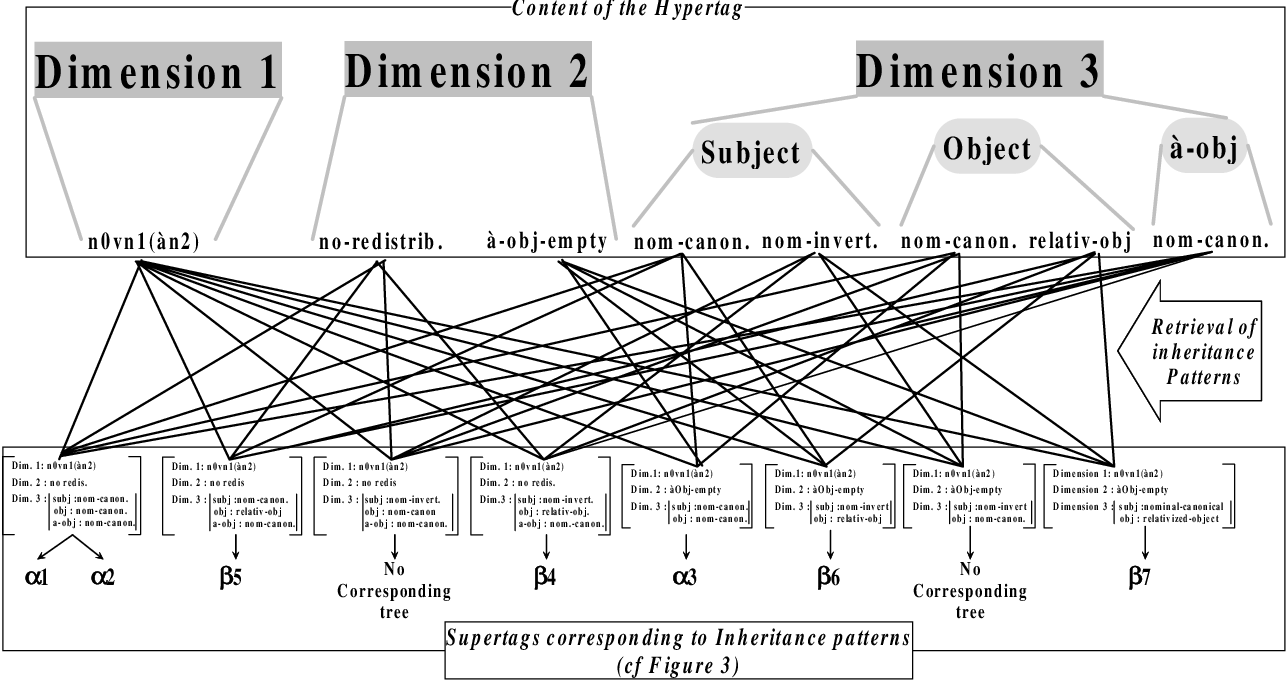 Content of the Hypertag
Dimension 1
Dimension 2
Dimension 3
Subject
Object
à-obj
n0vn1(àn2)
no-redistrib.
à-obj-empty
nom-canon.
nom-invert.
nom-canon.
relativ-obj
nom-canon.
Retrieval of
inheritance
Patterns
Dim. 1: n0vn1(àn2)
Dim. 2 : no redis.
Dim. 3 : subj :nom-canon.
obj : nom-canon.
a-obj : nom-canon.
α1 α2
Dim. 1: n0vn1(àn2)
Dim. 2 : no redis
Dim. 3 : subj:nom-canon.
obj : relativ-obj
a-obj : nom-canon.
β5
Dim. 1: n0vn1(àn2)
Dim. 2 : no redis
Dim. 3 : subj :nom-invert.
obj : nom-canon
a-obj : nom-canon.
No
Corresponding
tree
Dim. 1: n0vn1(àn2)
Dim. 2 : no redis.
Dim. 3 : subj :nom-invert.
obj : relativ-obj.
a-obj : nom.-canon.
β4
Dim.1: n0vn1(àn2)
Dim. 2 : àObj-empty
Dim. 3 : subj :nom-canon.
obj : nom-canon.
α3
Dim.1: n0vn1(àn2)
Dim. 2 : àObj-empty
Dim. 3 : subj :nom-invert
obj : relativ-obj
β6
Dim.1: n0vn1(àn2)
Dim. 2 : àObj-empty
Dim. 3 : subj :nom-invert
obj : nom-canon.
No
Corresponding
tree
Dimension 1: n0vn1(àn2)
Dimension 2 : àObj-empty
Dimension 3 : subj :nominal-canonical
obj : relativized-object
β7
Supertags corresponding to Inheritance patterns
(cf Figure 3)